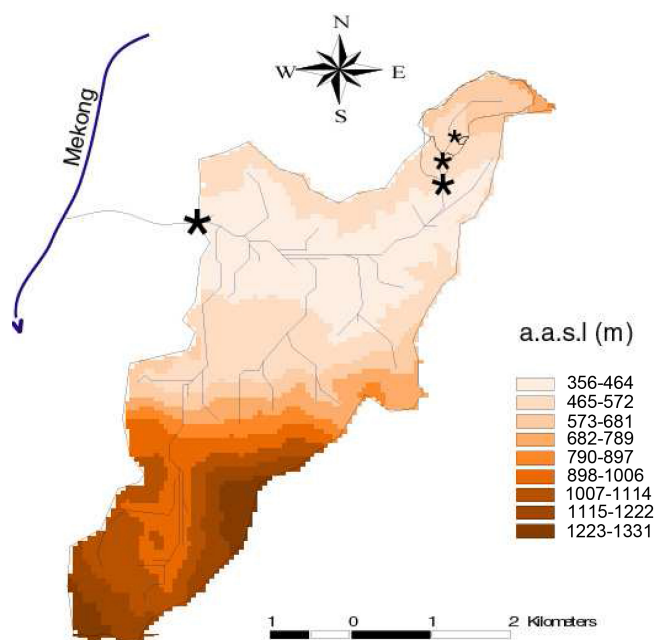 N
W E
S
Mekong
a.a.s.l (m)
356-464
465-572
573-681
682-789
790-897
898-1006
1007-1114
1115-1222
1223-1331
1 0 1 2 Kilometers